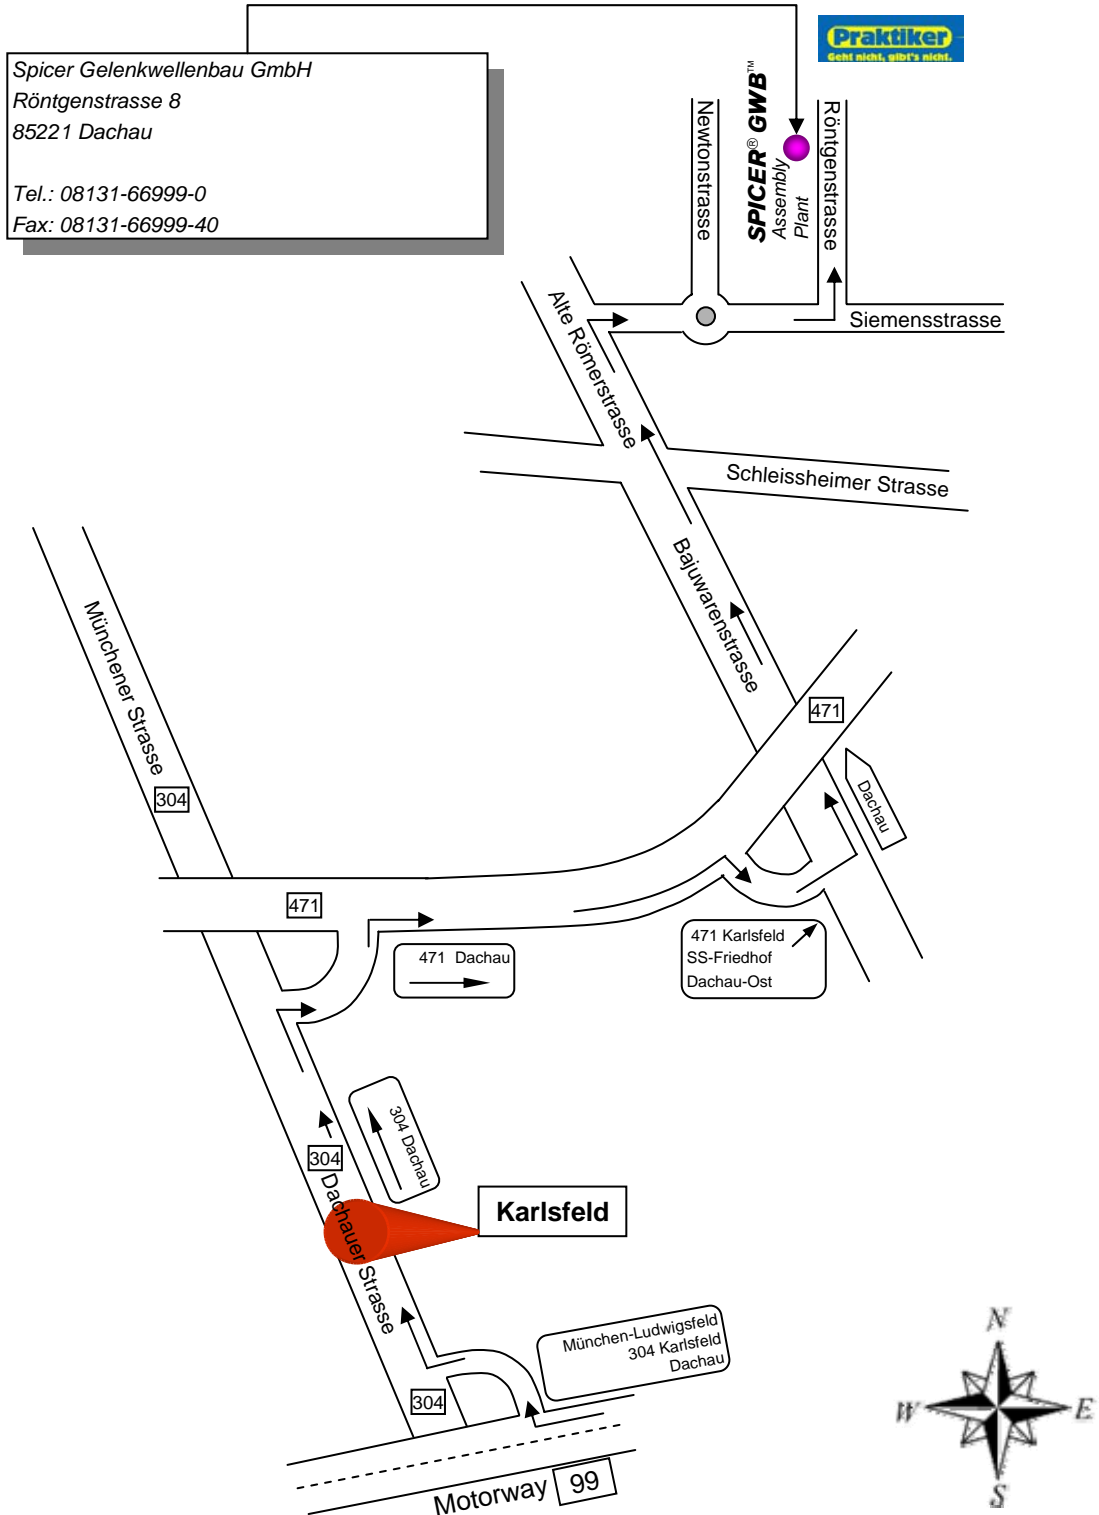 Spicer Gelenkwellenbau GmbH
Röntgenstrasse 8
85221 Dachau
Tel.: 08131-66999-0
Fax: 08131-66999-40
Praktiker
Geht nicht, gibt's nicht.
Newtonstrasse
SPICER® GWB™
Assembly
Plant
Röntgenstrasse
Siemensstrasse
Alte Römerstrasse
Schleissheimer Strasse
Bajuwarenstrasse
Münchener Strasse
304
471
Dachau
471
471 Dachau
471 Karlsfeld
SS-Friedhof
Dachau-Ost
304 Dachau
304
Dachauer Strasse
Karlsfeld
München-Ludwigsfeld
304 Karlsfeld
Dachau
304
Motorway 99
N
W
E
S